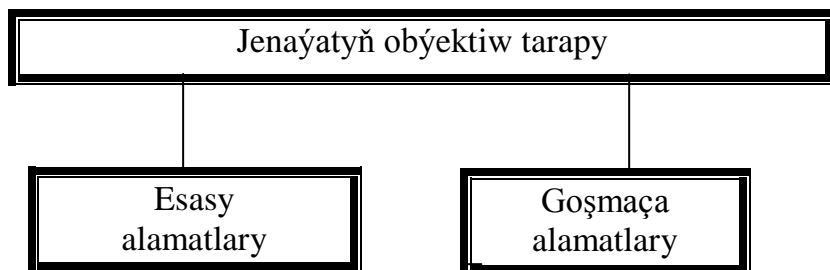 Jenaýatyň obýektiw tarapy
Esasy
alamatlary
Goşmaça
alamatlary